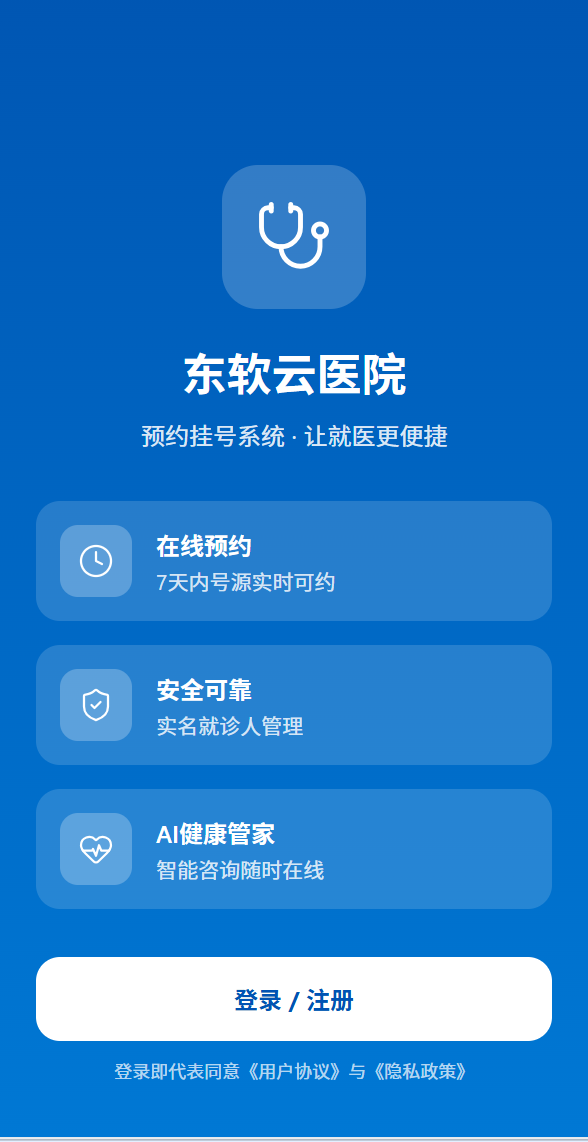 东软云医院
预约挂号系统 · 让就医更便捷
在线预约
7天内号源实时可约
安全可靠
实名就诊人管理
AI健康管家
智能咨询随时在线
登录 / 注册
登录即代表同意《用户协议》与《隐私政策》